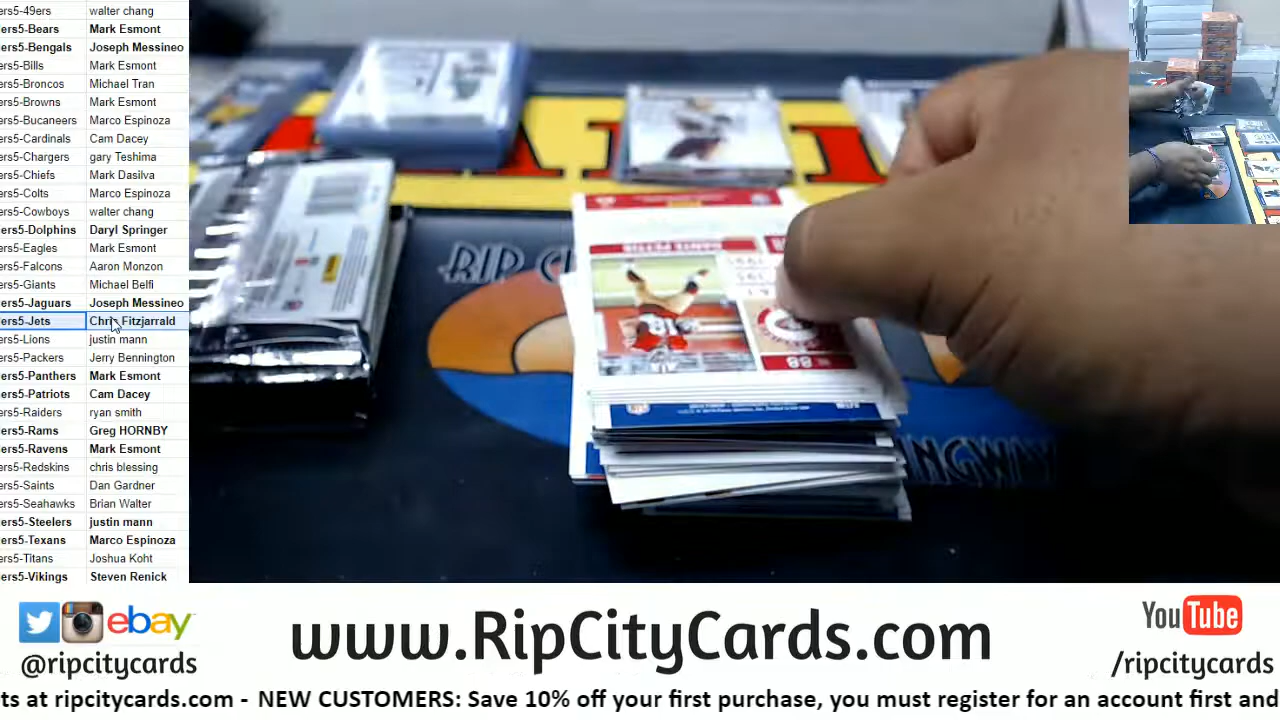 ers5-49ers walter chang
ers5-Bears Mark Esmont
ers5-Bengals Joseph Messineo
ers5-Bills Mark Esmont
ers5-Broncos Michael Tran
ers5-Browns Mark Esmont
ers5-Bucaneers Marco Espinoza
ers5-Cardinals Cam Dacey
ers5-Chargers gary Teshima
ers5-Chiefs Mark Dasilva
ers5-Colts Marco Espinoza
ers5-Cowboys walter chang
ers5-Dolphins Daryl Springer
ers5-Eagles Mark Esmont
ers5-Falcons Aaron Monzon
ers5-Giants Michael Belfi
ers5-Jaguars Joseph Messineo
ers5-Jets Chris Fitzjarrald
ers5-Lions justin mann
ers5-Packers Jerry Bennington
ers5-Panthers Mark Esmont
ers5-Patriots Cam Dacey
ers5-Raiders ryan smith
ers5-Rams Greg HORNBY
ers5-Ravens Mark Esmont
ers5-Redskins chris blessing
ers5-Saints Dan Gardner
ers5-Seahawks Brian Walter
ers5-Steelers justin mann
ers5-Texans Marco Espinoza
ers5-Titans Joshua Koht
ers5-Vikings Steven Renick
RIP C
DANTE PETTIS
18
88
NGWAY
ebay
@ripcitycards
www.RipCityCards.com
YouTube
/ripcitycards
ts at ripcitycards.com - NEW CUSTOMERS: Save 10% off your first purchase, you must register for an account first and